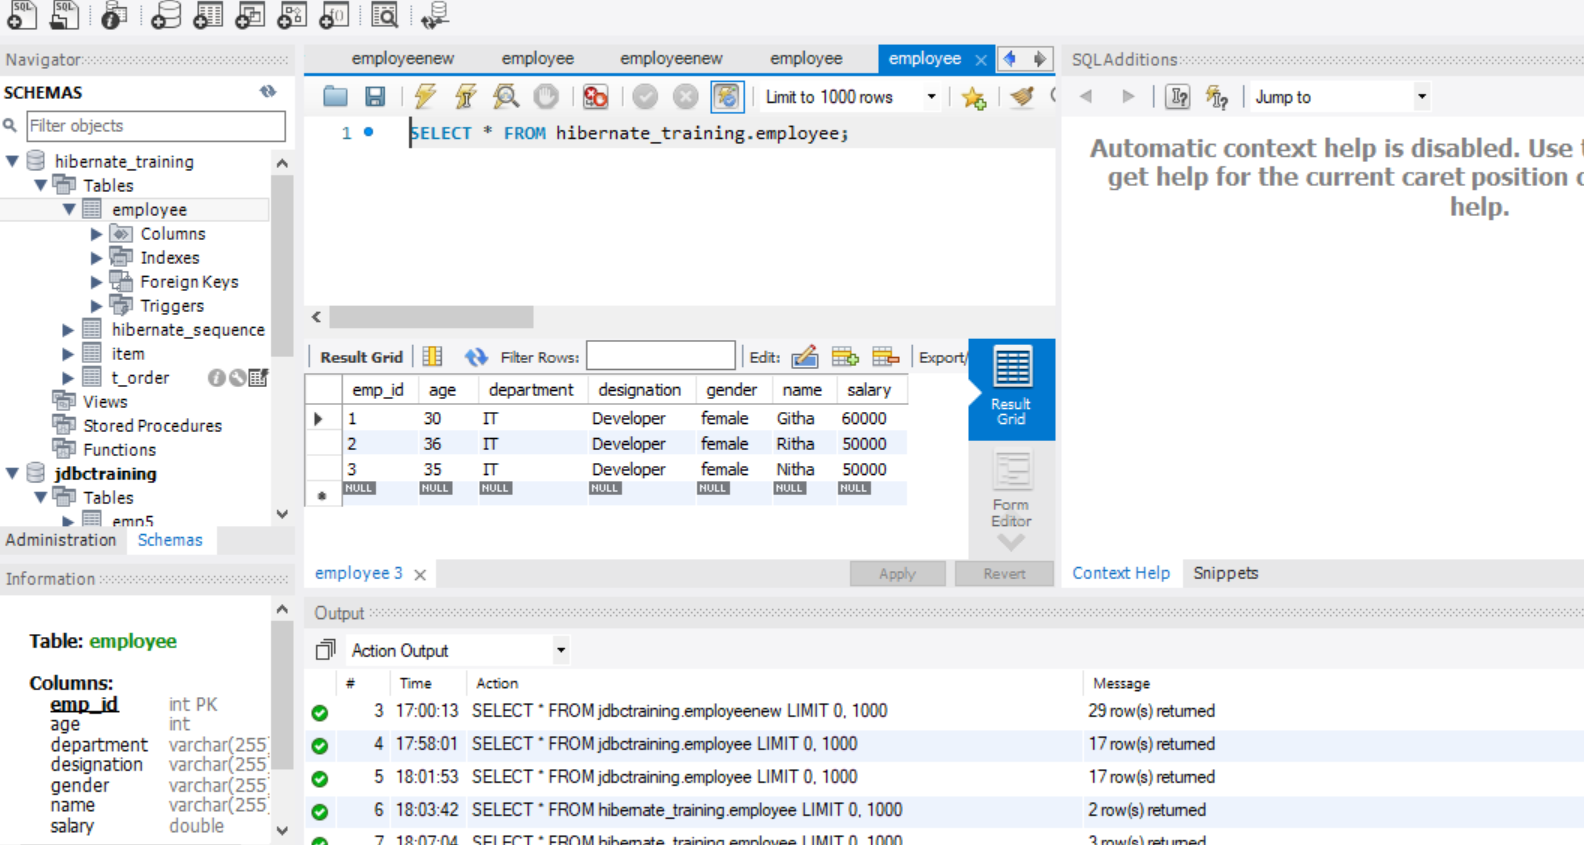 SQL SQL
Navigator
SCHEMAS
Filter objects
hibernate_training
Tables
employee
Columns
Indexes
Foreign Keys
Triggers
hibernate_sequence
item
t_order
Views
Stored Procedures
Functions
jdbctraining
Tables
emp5
Administration Schemas
Information
Table: employee
Columns:
emp_id int PK
age int
department varchar(255
designation varchar(255
gender varchar(255
name varchar(255
salary double
employeenew employee employeenew employee employee
Limit to 1000 rows
1 SELECT * FROM hibernate_training.employee;
Result Grid Filter Rows: Edit: Export/
emp_id age department designation gender name salary
1 30 IT Developer female Githa 60000
2 36 IT Developer female Ritha 50000
3 35 IT Developer female Nitha 50000
NULL NULL NULL NULL NULL NULL NULL
Result
Grid
Form
Editor
employee 3 Apply Revert
SQLAdditions
Jump to
Automatic context help is disabled. Use
get help for the current caret position
help.
Context Help Snippets
Output
Action Output
# Time Action Message
3 17:00:13 SELECT * FROM jdbctraining.employeenew LIMIT 0, 1000 29 row(s) returned
4 17:58:01 SELECT * FROM jdbctraining.employee LIMIT 0, 1000 17 row(s) returned
5 18:01:53 SELECT * FROM jdbctraining.employee LIMIT 0, 1000 17 row(s) returned
6 18:03:42 SELECT * FROM hibernate_training.employee LIMIT 0, 1000 2 row(s) returned
7 18:07:04 SELECT * FROM hibernate_training.employee LIMIT 0, 1000 3 row(s) returned